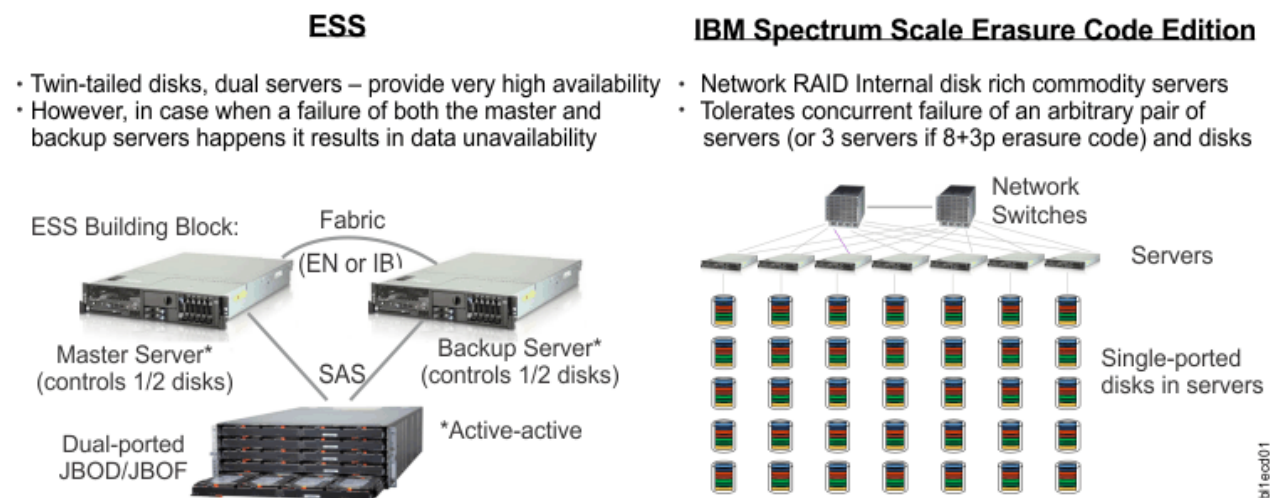 ESS
• Twin-tailed disks, dual servers – provide very high availability
• However, in case when a failure of both the master and
backup servers happens it results in data unavailability
ESS Building Block:
Fabric
(EN or IB)
Master Server*
(controls 1/2 disks)
SAS
Backup Server*
(controls 1/2 disks)
Dual-ported
JBOD/JBOF
*Active-active
IBM Spectrum Scale Erasure Code Edition
• Network RAID Internal disk rich commodity servers
• Tolerates concurrent failure of an arbitrary pair of
servers (or 3 servers if 8+3p erasure code) and disks
Network
Switches
Servers
Single-ported
disks in servers